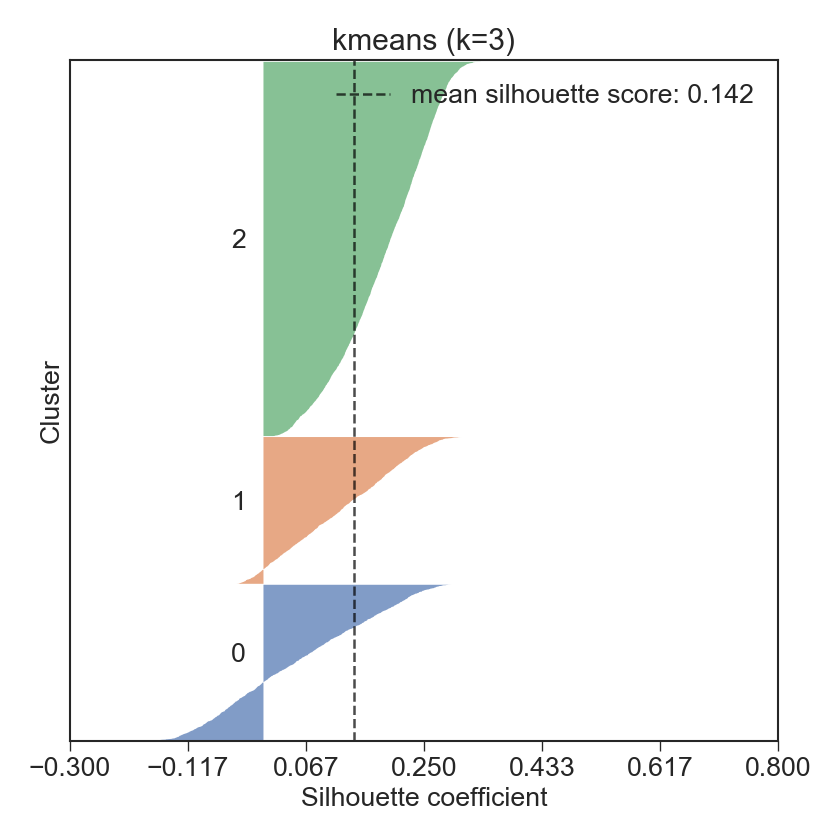 kmeans (k=3)
mean silhouette score: 0.142
2
1
0
Cluster
−0.300
−0.117
0.067
0.250
0.433
0.617
0.800
Silhouette coefficient